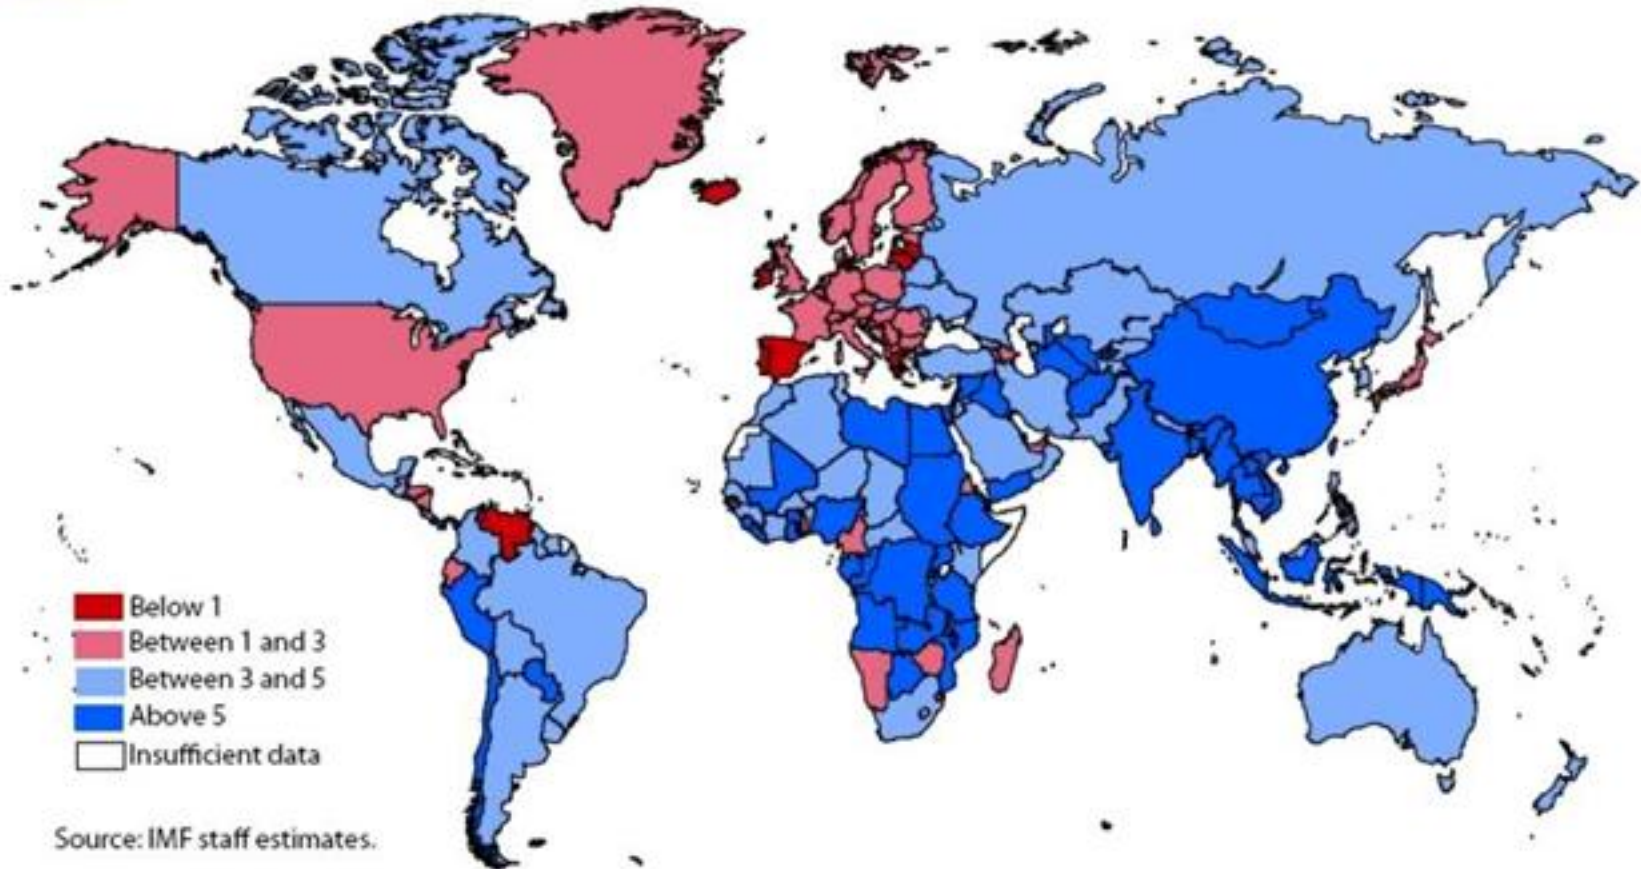 Below 1
Between 1 and 3
Between 3 and 5
Above 5
Insufficient data
Source: IMF staff estimates.